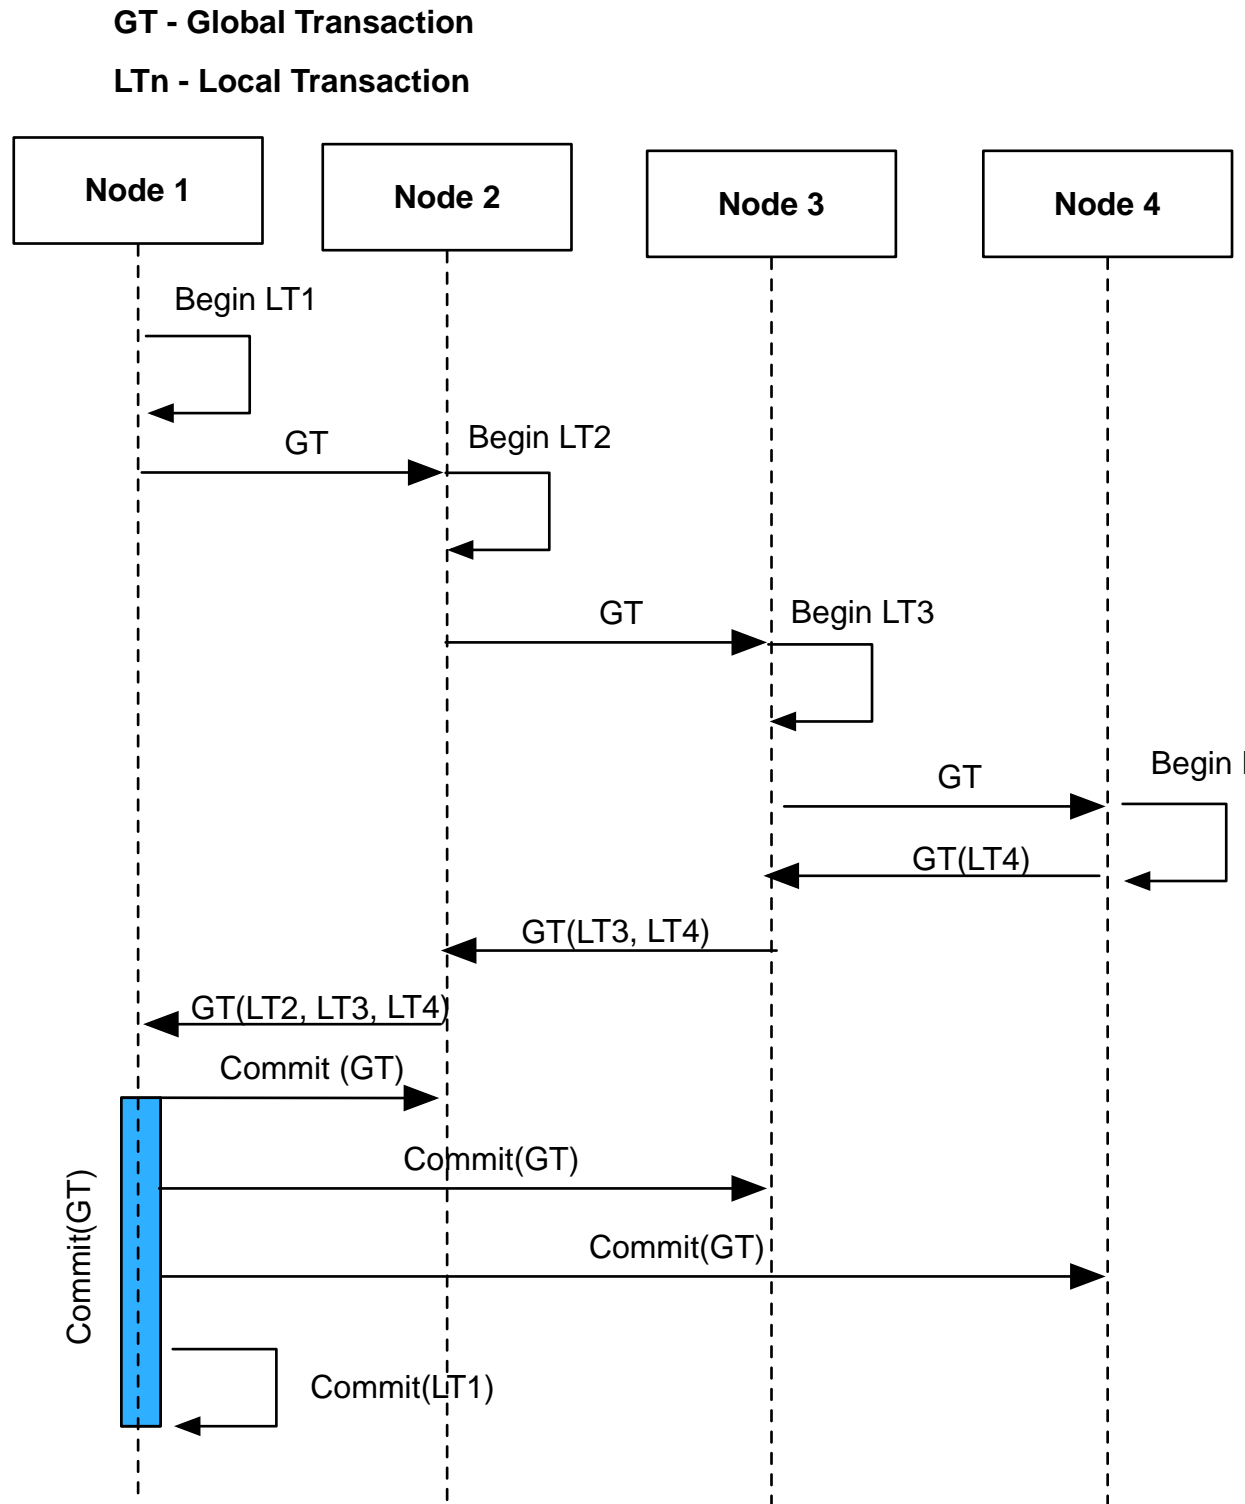 GT - Global Transaction
LTn - Local Transaction
Node 1
Node 2
Node 3
Node 4
Begin LT1
GT
Begin LT2
GT
Begin LT3
GT
Begin
GT(LT4)
GT(LT3, LT4)
GT(LT2, LT3, LT4)
Commit (GT)
Commit(GT)
Commit(GT)
Commit(GT)
Commit(LT1)